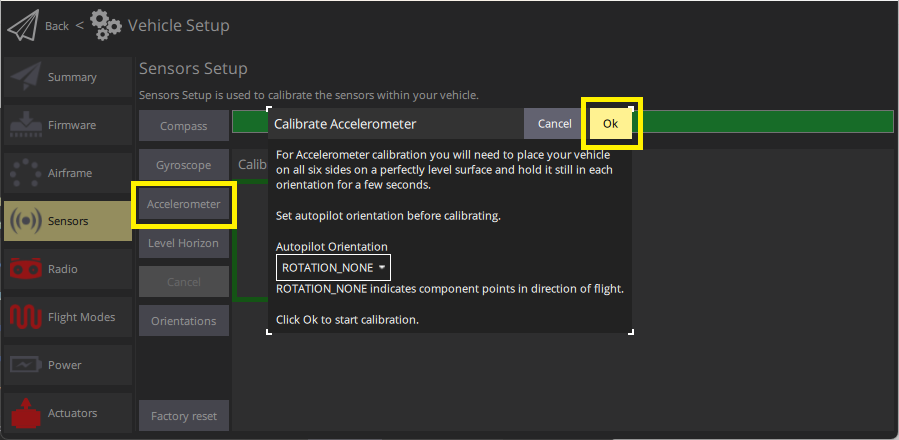 Back < Vehicle Setup
Summary
Firmware
Airframe
Sensors
Radio
Flight Modes
Power
Actuators
Sensors Setup
Sensors Setup is used to calibrate the sensors within your vehicle.
Compass
Gyroscope
Accelerometer
Level Horizon
Cancel
Orientations
Factory reset
Calib
Calibrate Accelerometer
Cancel
Ok
For Accelerometer calibration you will need to place your vehicle
on all six sides on a perfectly level surface and hold it still in each
orientation for a few seconds.
Set autopilot orientation before calibrating.
Autopilot Orientation
ROTATION_NONE
ROTATION_NONE indicates component points in direction of flight.
Click Ok to start calibration.